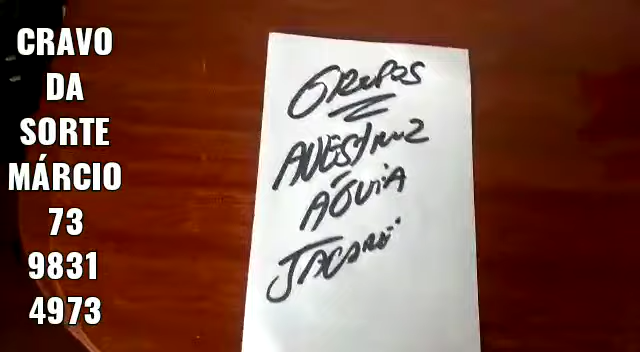 CRAVO
DA
SORTE
MÁRCIO
73
9831
4973
GRUPOS
AVESTRUZ
ÁGUIA
JACARÉ